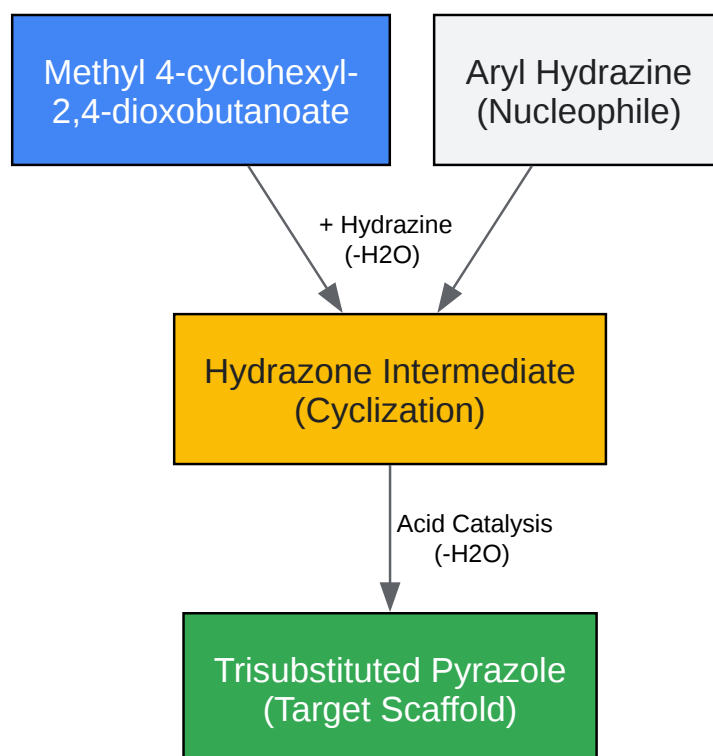 Methyl 4-cyclohexyl-
2,4-dioxobutanoate
Aryl Hydrazine
(Nucleophile)
+ Hydrazine
(-H2O)
Hydrazone Intermediate
(Cyclization)
Acid Catalysis
(-H2O)
Trisubstituted Pyrazole
(Target Scaffold)